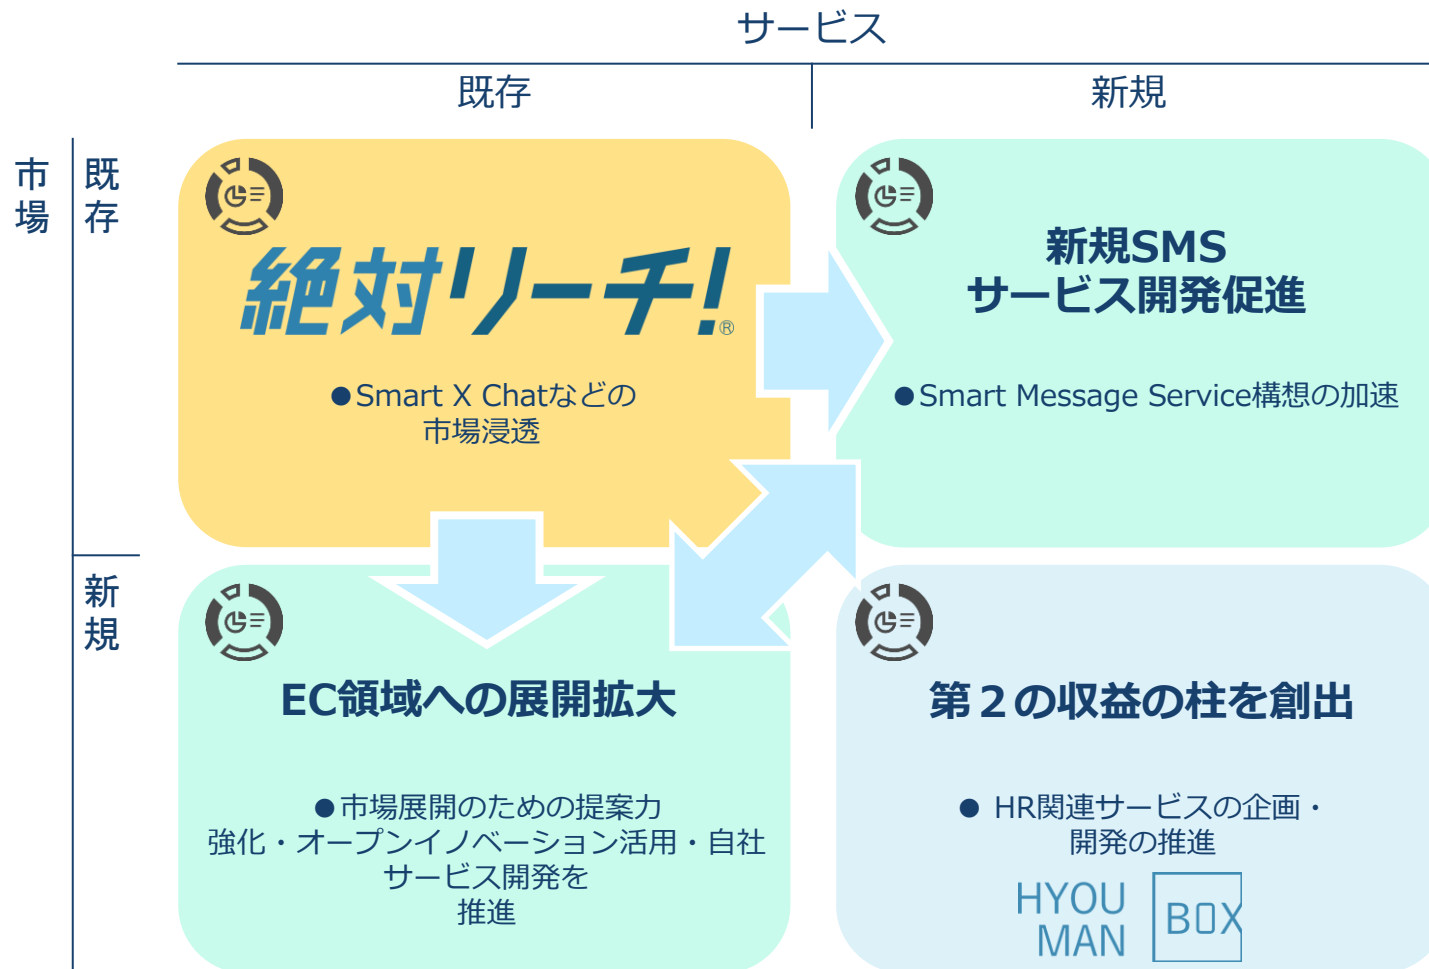 サービス
既存
新規
市場
既存
絶対リーチ!®
●Smart X Chatなどの
市場浸透
新規SMS
サービス開発促進
●Smart Message Service構想の加速
新規
EC領域への展開拡大
●市場展開のための提案力
強化・オープンイノベーション活用・自社
サービス開発を
推進
第２の収益の柱を創出
● HR関連サービスの企画・
開発の推進
HYOU
MAN
BOX